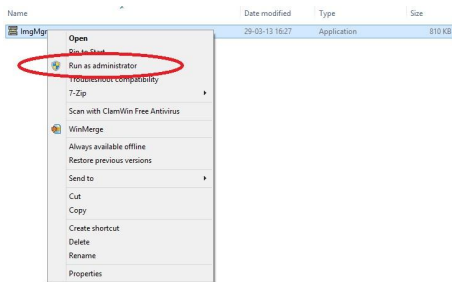 Name Date modified Type Size
ImgMgr 29-03-13 16:27 Application 810 KB
Open
Pin to Start
Run as administrator
Troubleshoot compatibility
7-Zip
Scan with ClamWin Free Antivirus
WinMerge
Always available offline
Restore previous versions
Send to
Cut
Copy
Create shortcut
Delete
Rename
Properties